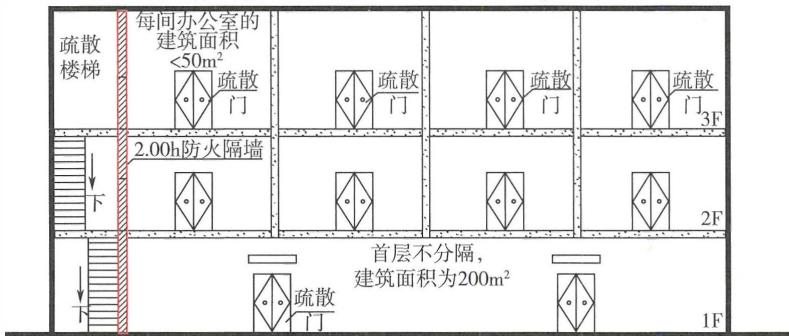 疏散
楼梯
每间办公室的
建筑面积
<50m²
疏散
门
疏散
门
疏散
门
疏散
门
3F
2.00h防火隔墙
下
2F
首层不分隔，
建筑面积为200m²
疏散
门
下
1F